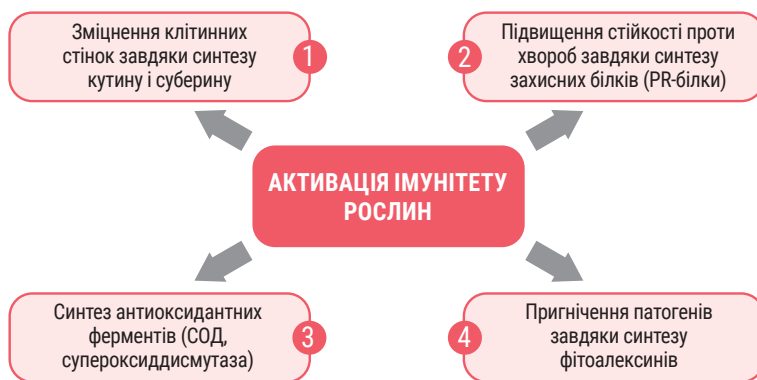 Зміцнення клітинних
стінок завдяки синтезу
кутину і суберину
1
2
Підвищення стійкості проти
хвороб завдяки синтезу
захисних білків (PR-білки)
АКТИВАЦІЯ ІМУНІТЕТУ
РОСЛИН
Синтез антиоксидантних
ферментів (СОД,
супероксиддисмутаза)
3
4
Пригнічення патогенів
завдяки синтезу
фітоалексинів